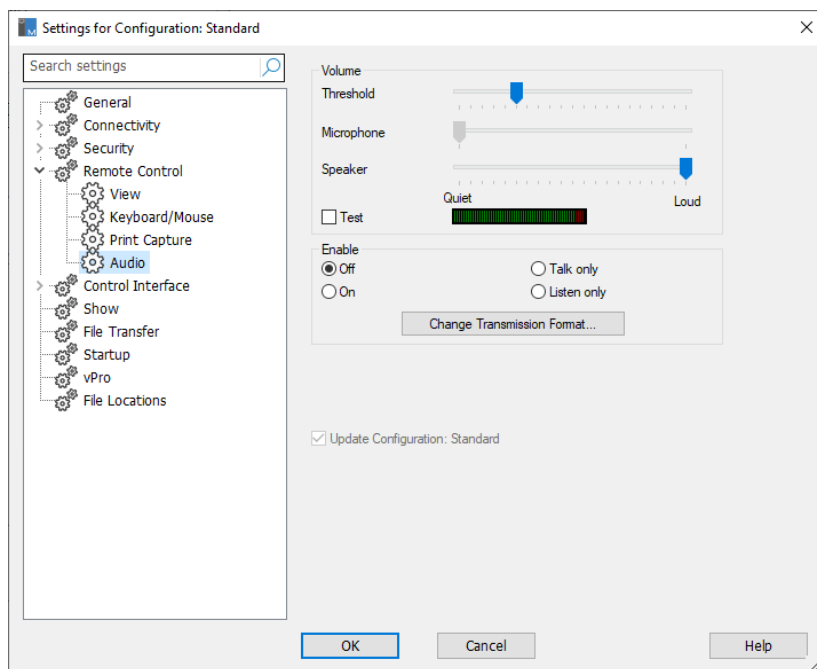 Settings for Configuration: Standard
Search settings
General
Connectivity
Security
Remote Control
View
Keyboard/Mouse
Print Capture
Audio
Control Interface
Show
File Transfer
Startup
vPro
File Locations
Volume
Threshold
Microphone
Speaker
Quiet
Loud
Test
Enable
Off
Talk only
On
Listen only
Change Transmission Format...
Update Configuration: Standard
OK
Cancel
Help